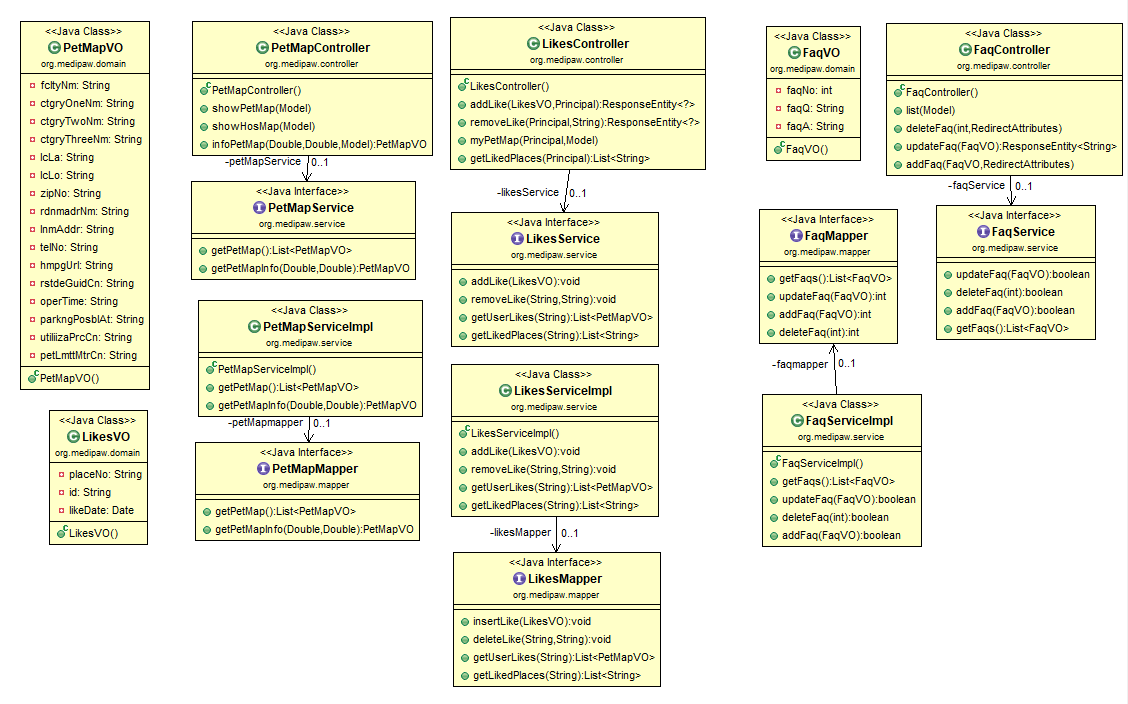 <<Java Class>>
PetMapVO
org.medipaw.domain
fcltyNm: String
ctgryOneNm: String
ctgryTwoNm: String
ctgryThreeNm: String
lcLa: String
lcLo: String
zipNo: String
rdnmadrNm: String
lnmAddr: String
telNo: String
hmpgUrl: String
rstdeGuidCn: String
operTime: String
parkngPosblAt: String
utiliizaPrcCn: String
petLmttMtrCn: String
PetMapVO()
<<Java Class>>
LikesVO
org.medipaw.domain
placeNo: String
id: String
likeDate: Date
LikesVO()
<<Java Class>>
PetMapController
org.medipaw.controller
PetMapController()
showPetMap(Model)
showHosMap(Model)
infoPetMap(Double,Double,Model):PetMapVO
-petMapService 0..1
<<Java Interface>>
PetMapService
org.medipaw.service
getPetMap():List<PetMapVO>
getPetMapInfo(Double,Double):PetMapVO
<<Java Class>>
PetMapServiceImpl
org.medipaw.service
PetMapServiceImpl()
getPetMap():List<PetMapVO>
getPetMapInfo(Double,Double):PetMapVO
-petMapmapper 0..1
<<Java Interface>>
PetMapMapper
org.medipaw.mapper
getPetMap():List<PetMapVO>
getPetMapInfo(Double,Double):PetMapVO
<<Java Class>>
LikesController
org.medipaw.controller
LikesController()
addLike(LikesVO,Principal):ResponseEntity<?>
removeLike(Principal,String):ResponseEntity<?>
myPetMap(Principal,Model)
getLikedPlaces(Principal):List<String>
-likesService 0..1
<<Java Interface>>
LikesService
org.medipaw.service
addLike(LikesVO):void
removeLike(String,String):void
getUserLikes(String):List<PetMapVO>
getLikedPlaces(String):List<String>
<<Java Class>>
LikesServiceImpl
org.medipaw.service
LikesServiceImpl()
addLike(LikesVO):void
removeLike(String,String):void
getUserLikes(String):List<PetMapVO>
getLikedPlaces(String):List<String>
-likesMapper 0..1
<<Java Interface>>
LikesMapper
org.medipaw.mapper
insertLike(LikesVO):void
deleteLike(String,String):void
getUserLikes(String):List<PetMapVO>
getLikedPlaces(String):List<String>
<<Java Class>>
FaqVO
org.medipaw.domain
faqNo: int
faqQ: String
faqA: String
FaqVO()
<<Java Class>>
FaqController
org.medipaw.controller
FaqController()
list(Model)
deleteFaq(int,RedirectAttributes)
updateFaq(FaqVO):ResponseEntity<String>
addFaq(FaqVO,RedirectAttributes)
-faqService 0..1
<<Java Interface>>
FaqService
org.medipaw.service
updateFaq(FaqVO):boolean
deleteFaq(int):boolean
addFaq(FaqVO):boolean
getFaqs():List<FaqVO>
<<Java Interface>>
FaqMapper
org.medipaw.mapper
getFaqs():List<FaqVO>
updateFaq(FaqVO):int
addFaq(FaqVO):int
deleteFaq(int):int
-faqmapper 0..1
<<Java Class>>
FaqServiceImpl
org.medipaw.service
FaqServiceImpl()
getFaqs():List<FaqVO>
updateFaq(FaqVO):boolean
deleteFaq(int):boolean
addFaq(FaqVO):boolean